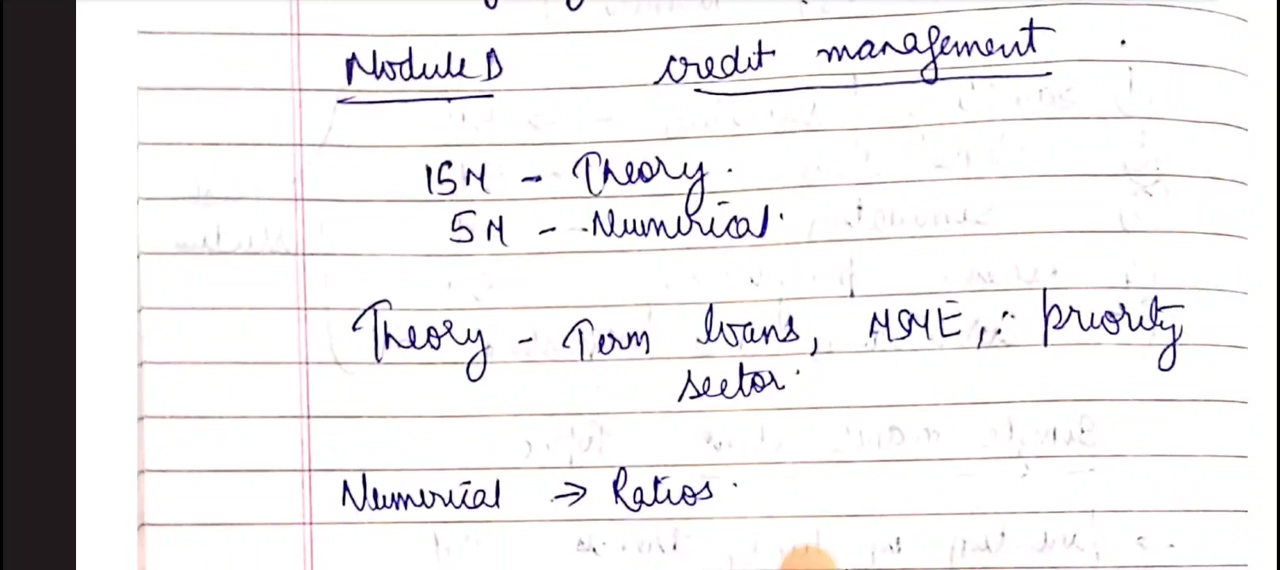 Module D credit management.
15M - Theory.
5M - Numerical.
Theory - Term loans, MSME, priority
sector.
Numerical → Ratios.